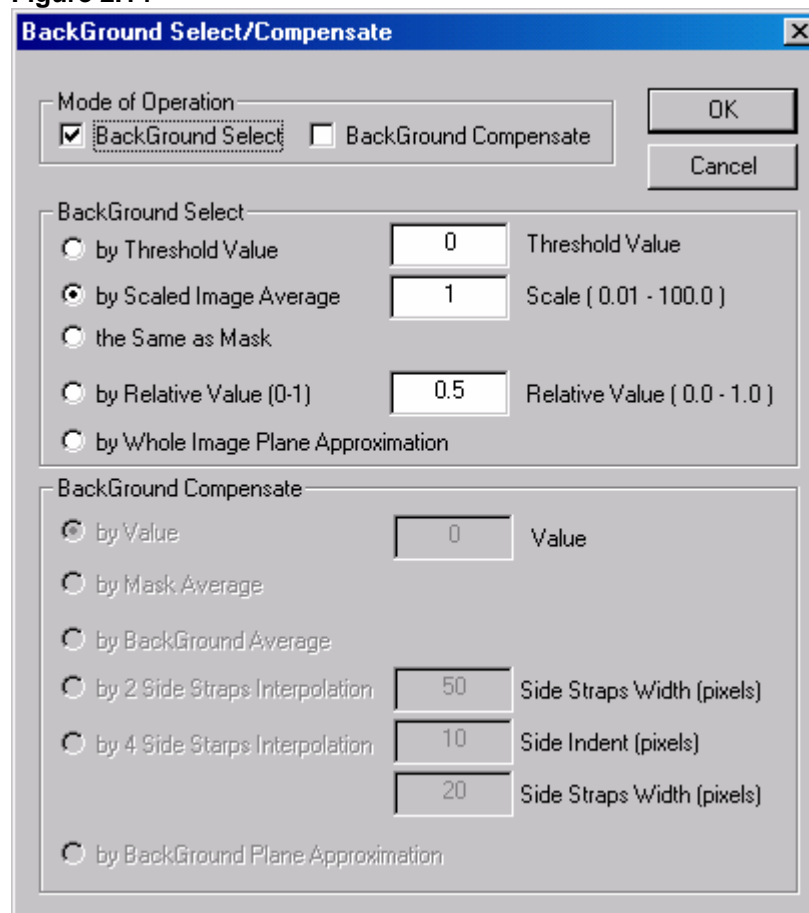 BackGround Select/Compensate
Mode of Operation
BackGround Select BackGround Compensate
OK
Cancel
BackGround Select
by Threshold Value 0 Threshold Value
by Scaled Image Average 1 Scale ( 0.01 - 100.0 )
the Same as Mask
by Relative Value (0-1) 0.5 Relative Value ( 0.0 - 1.0 )
by Whole Image Plane Approximation
BackGround Compensate
by Value 0 Value
by Mask Average
by BackGround Average
by 2 Side Straps Interpolation 50 Side Straps Width (pixels)
by 4 Side Starps Interpolation 10 Side Indent (pixels)
20 Side Straps Width (pixels)
by BackGround Plane Approximation